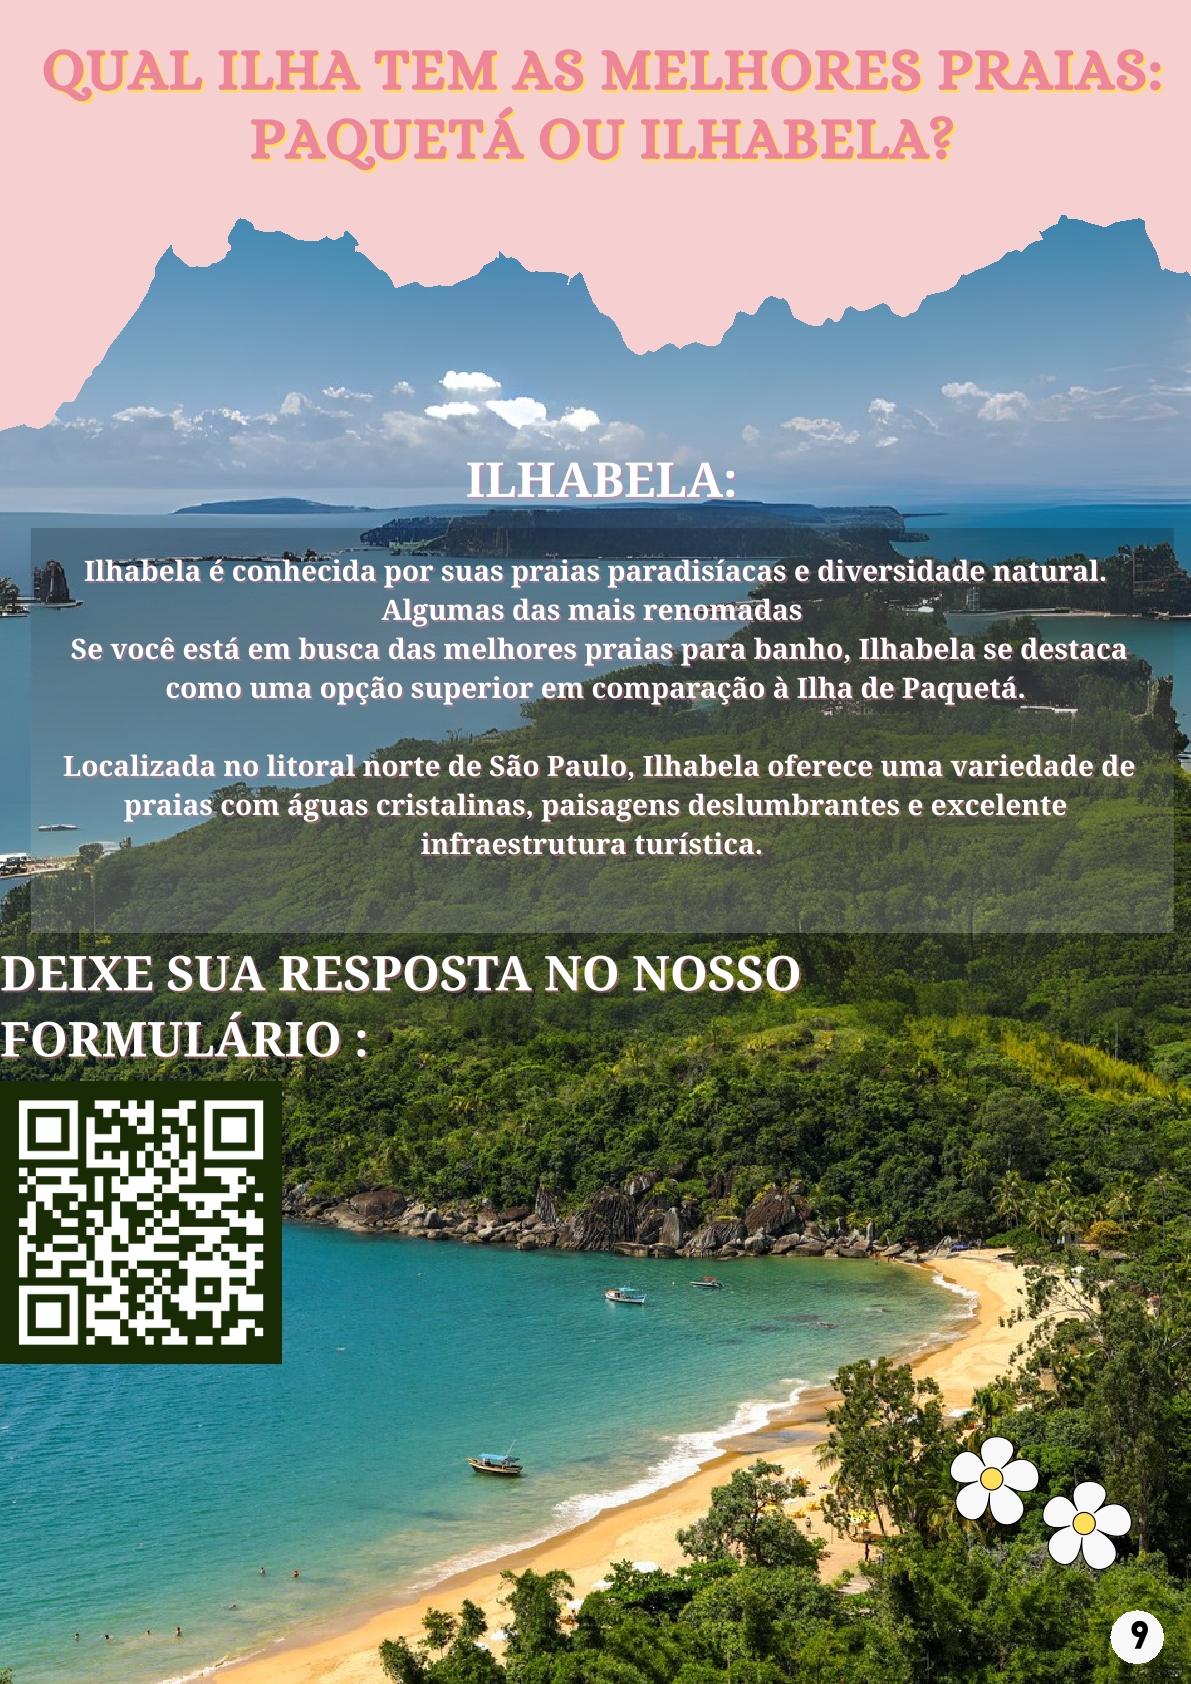 QUAL ILHA TEM AS MELHORES PRAIAS:
PAQUETÁ OU ILHABELA?
ILHABELA:
Ilhabela é conhecida por suas praias paradisíacas e diversidade natural.
Algumas das mais renomadas
Se você está em busca das melhores praias para banho, Ilhabela se destaca
como uma opção superior em comparação à Ilha de Paquetá.
Localizada no litoral norte de São Paulo, Ilhabela oferece uma variedade de
praias com águas cristalinas, paisagens deslumbrantes e excelente
infraestrutura turística.
DEIXE SUA RESPOSTA NO NOSSO
FORMULÁRIO :
9